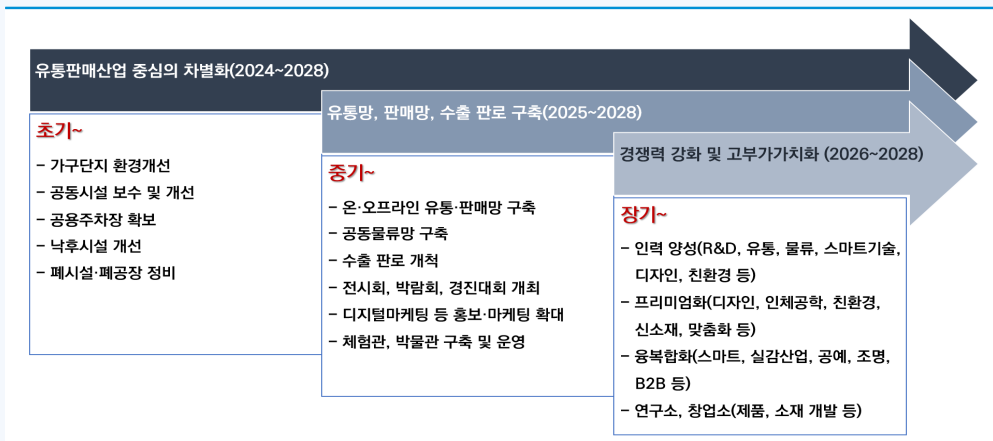 유통판매산업 중심의 차별화(2024~2028)
초기~
– 가구단지 환경개선
– 공동시설 보수 및 개선
– 공용주차장 확보
– 낙후시설 개선
– 폐시설·폐공장 정비
유통망, 판매망, 수출 판로 구축(2025~2028)
중기~
– 온·오프라인 유통·판매망 구축
– 공동물류망 구축
– 수출 판로 개척
– 전시회, 박람회, 경진대회 개최
– 디지털마케팅 등 홍보·마케팅 확대
– 체험관, 박물관 구축 및 운영
경쟁력 강화 및 고부가가치화 (2026~2028)
장기~
– 인력 양성(R&D, 유통, 물류, 스마트기술,
디자인, 친환경 등)
– 프리미엄화(디자인, 인체공학, 친환경,
신소재, 맞춤화 등)
– 융복합화(스마트, 실감산업, 공예, 조명,
B2B 등)
– 연구소, 창업소(제품, 소재 개발 등)